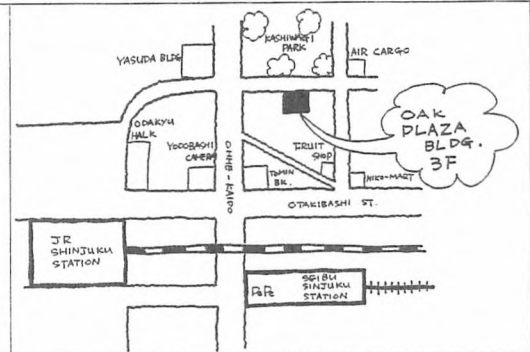 KASHIWAGI
PARK
YASUDA BLDG
AIR CARGO
ODAKYU
HALK
YODOBASHI
CAMERA
OHME-KAIDO
TOMIN
BK.
FRUIT
SHOP
NIKO-MART
OAK
PLAZA
BLDG.
3F
OTAKIBASHI ST.
JR
SHINJUKU
STATION
PePe
SEIBU
SINJUKU
STATION